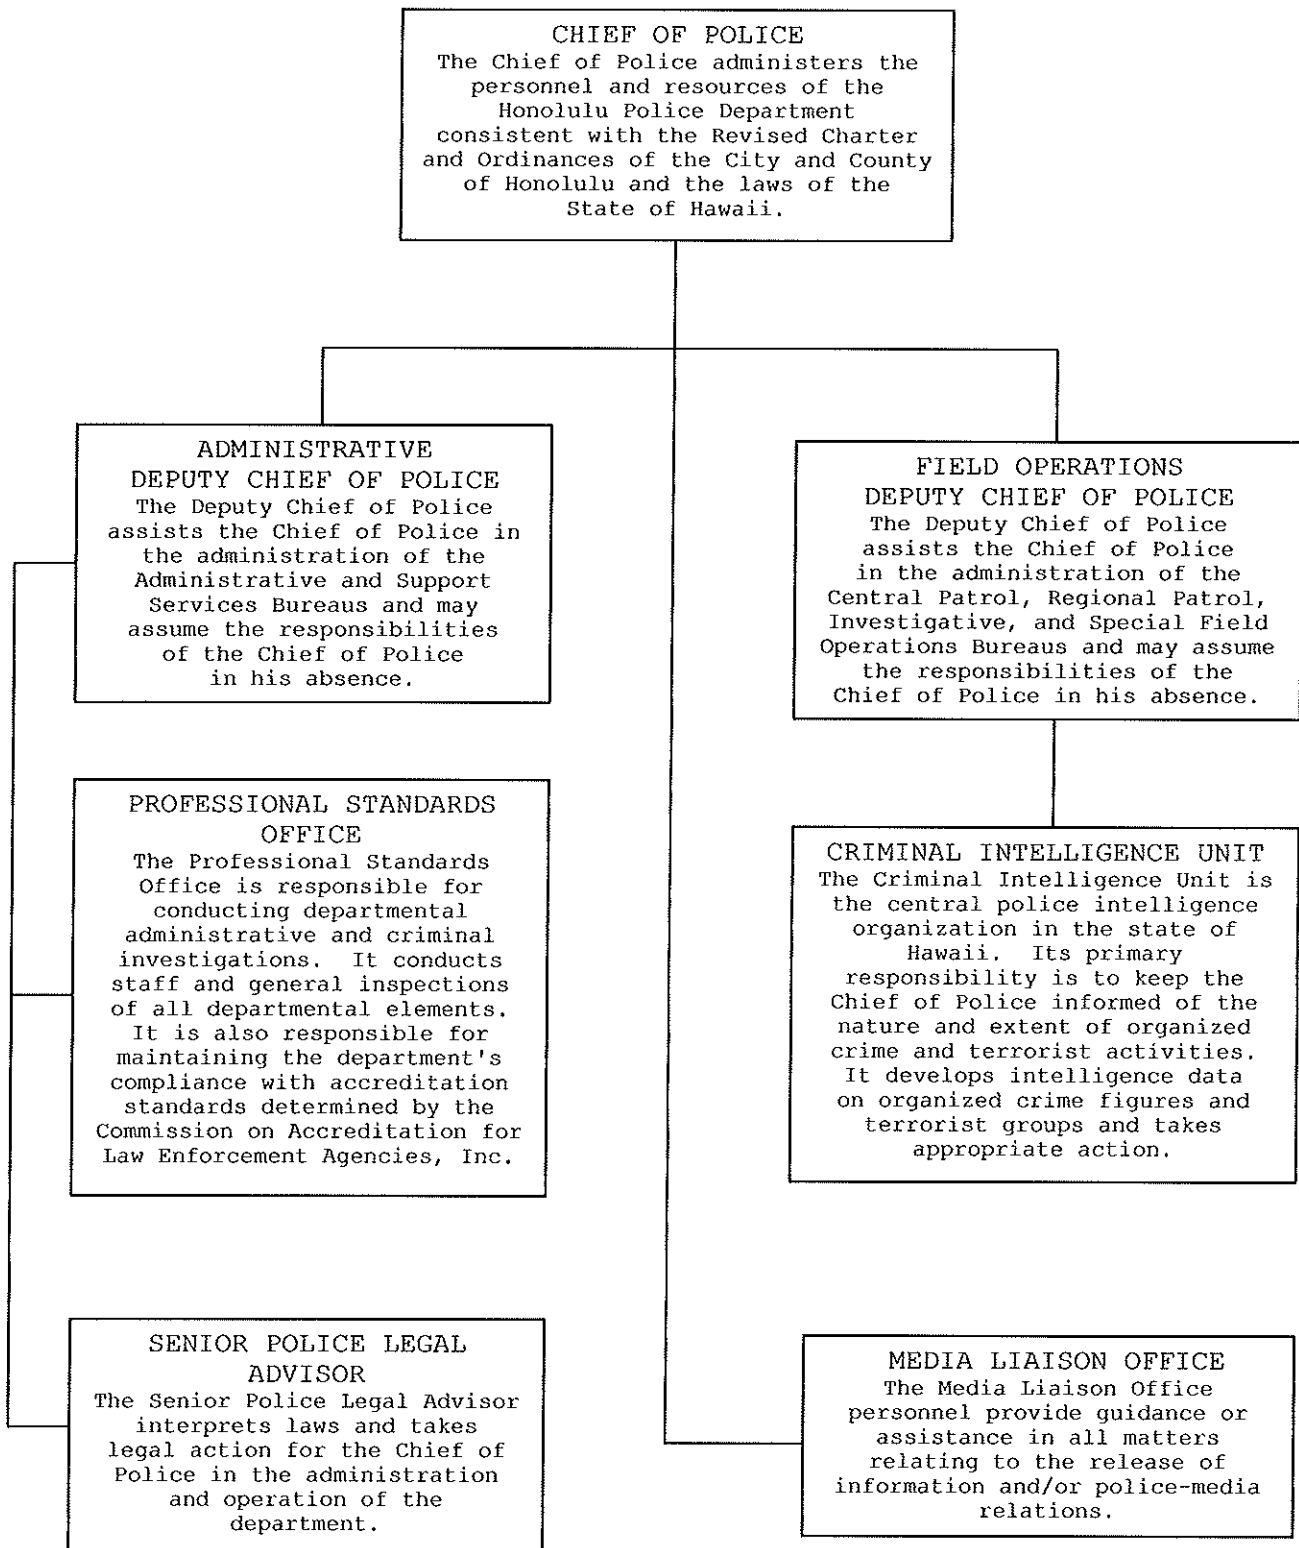 CHIEF OF POLICE
The Chief of Police administers the
personnel and resources of the
Honolulu Police Department
consistent with the Revised Charter
and Ordinances of the City and County
of Honolulu and the laws of the
State of Hawaii.
ADMINISTRATIVE
DEPUTY CHIEF OF POLICE
The Deputy Chief of Police
assists the Chief of Police in
the administration of the
Administrative and Support
Services Bureaus and may
assume the responsibilities
of the Chief of Police
in his absence.
FIELD OPERATIONS
DEPUTY CHIEF OF POLICE
The Deputy Chief of Police
assists the Chief of Police
in the administration of the
Central Patrol, Regional Patrol,
Investigative, and Special Field
Operations Bureaus and may assume
the responsibilities of the
Chief of Police in his absence.
PROFESSIONAL STANDARDS
OFFICE
The Professional Standards
Office is responsible for
conducting departmental
administrative and criminal
investigations.  It conducts
staff and general inspections
of all departmental elements.
It is also responsible for
maintaining the department's
compliance with accreditation
standards determined by the
Commission on Accreditation for
Law Enforcement Agencies, Inc.
CRIMINAL INTELLIGENCE UNIT
The Criminal Intelligence Unit is
the central police intelligence
organization in the state of
Hawaii.  Its primary
responsibility is to keep the
Chief of Police informed of the
nature and extent of organized
crime and terrorist activities.
It develops intelligence data
on organized crime figures and
terrorist groups and takes
appropriate action.
SENIOR POLICE LEGAL
ADVISOR
The Senior Police Legal Advisor
interprets laws and takes
legal action for the Chief of
Police in the administration
and operation of the
department.
MEDIA LIAISON OFFICE
The Media Liaison Office
personnel provide guidance or
assistance in all matters
relating to the release of
information and/or police-media
relations.